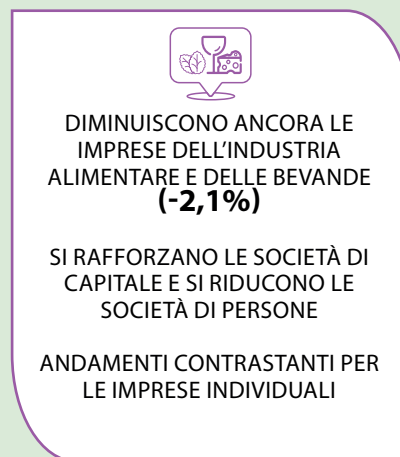 DIMINUISCONO ANCORA LE
IMPRESE DELL'INDUSTRIA
ALIMENTARE E DELLE BEVANDE
(-2,1%)
SI RAFFORZANO LE SOCIETÀ DI
CAPITALE E SI RIDUCONO LE
SOCIETÀ DI PERSONE
ANDAMENTI CONTRASTANTI PER
LE IMPRESE INDIVIDUALI